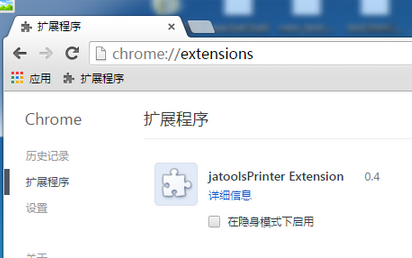 扩展程序
chrome://extensions
应用 扩展程序
Chrome 扩展程序
历史记录
扩展程序
设置
jatoolsPrinter Extension 0.4
详细信息
在隐身模式下启用